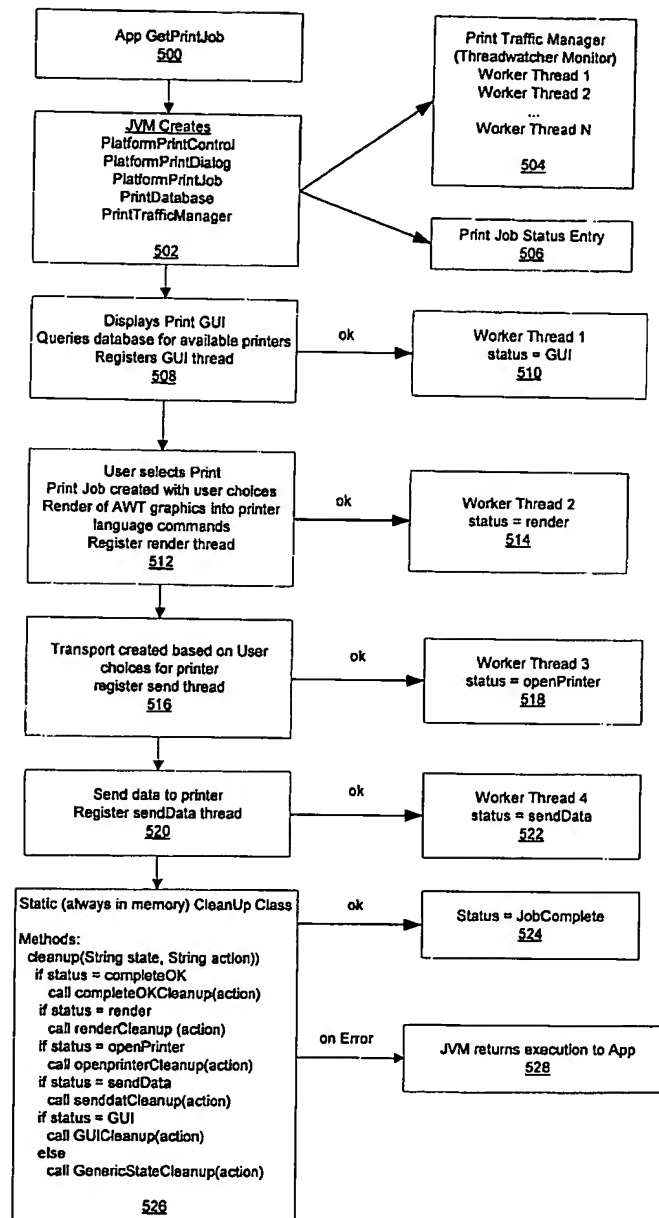 App GetPrintJob
500
Print Traffic Manager
(Threadwatcher Monitor)
Worker Thread 1
Worker Thread 2
...
Worker Thread N
504
JVM Creates
PlatformPrintControl
PlatformPrintDialog
PlatformPrintJob
PrintDatabase
PrintTrafficManager
502
Print Job Status Entry
506
Displays Print GUI
Queries database for available printers
Registers GUI thread
508
ok
Worker Thread 1
status = GUI
510
User selects Print
Print Job created with user choices
Render of AWT graphics into printer
language commands
Register render thread
512
ok
Worker Thread 2
status = render
514
Transport created based on User
choices for printer
register send thread
516
ok
Worker Thread 3
status = openPrinter
518
Send data to printer
Register sendData thread
520
ok
Worker Thread 4
status = sendData
522
Static (always in memory) CleanUp Class
Methods:
cleanup(String state, String action))
if status = completeOK
call completeOKCleanup(action)
if status = render
call renderCleanup (action)
if status = openPrinter
call openprinterCleanup(action)
if status = sendData
call senddatCleanup(action)
if status = GUI
call GUICleanup(action)
else
call GenericStateCleanup(action)
526
ok
Status = JobComplete
524
on Error
JVM returns execution to App
528